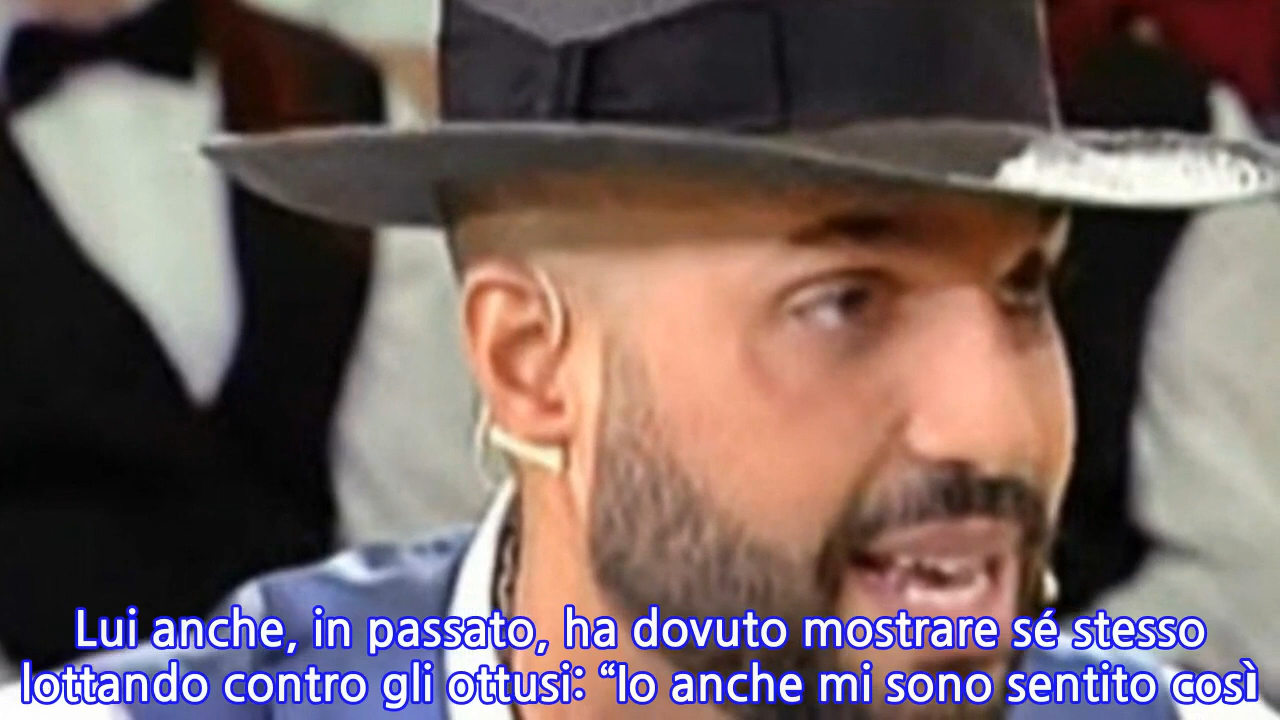 Lui anche, in passato, ha dovuto mostrare sé stesso
lottando contro gli ottusi: “Io anche mi sono sentito così